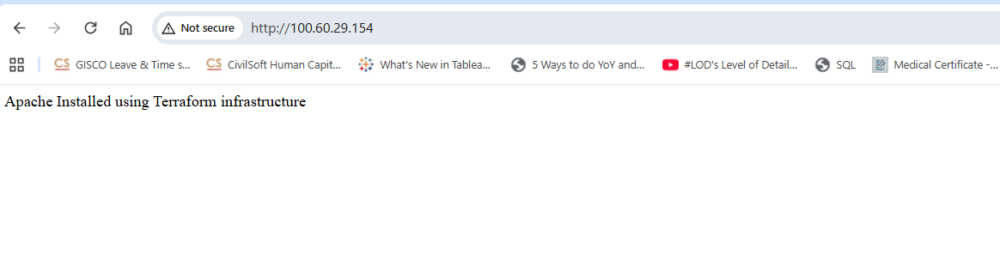 Not secure http://100.60.29.154
CS GISCO Leave & Time s... CS CivilSoft Human Capit... What's New in Tablea... 5 Ways to do YoY and... #LOD's Level of Detail... SQL Medical Certificate -...
Apache Installed using Terraform infrastructure